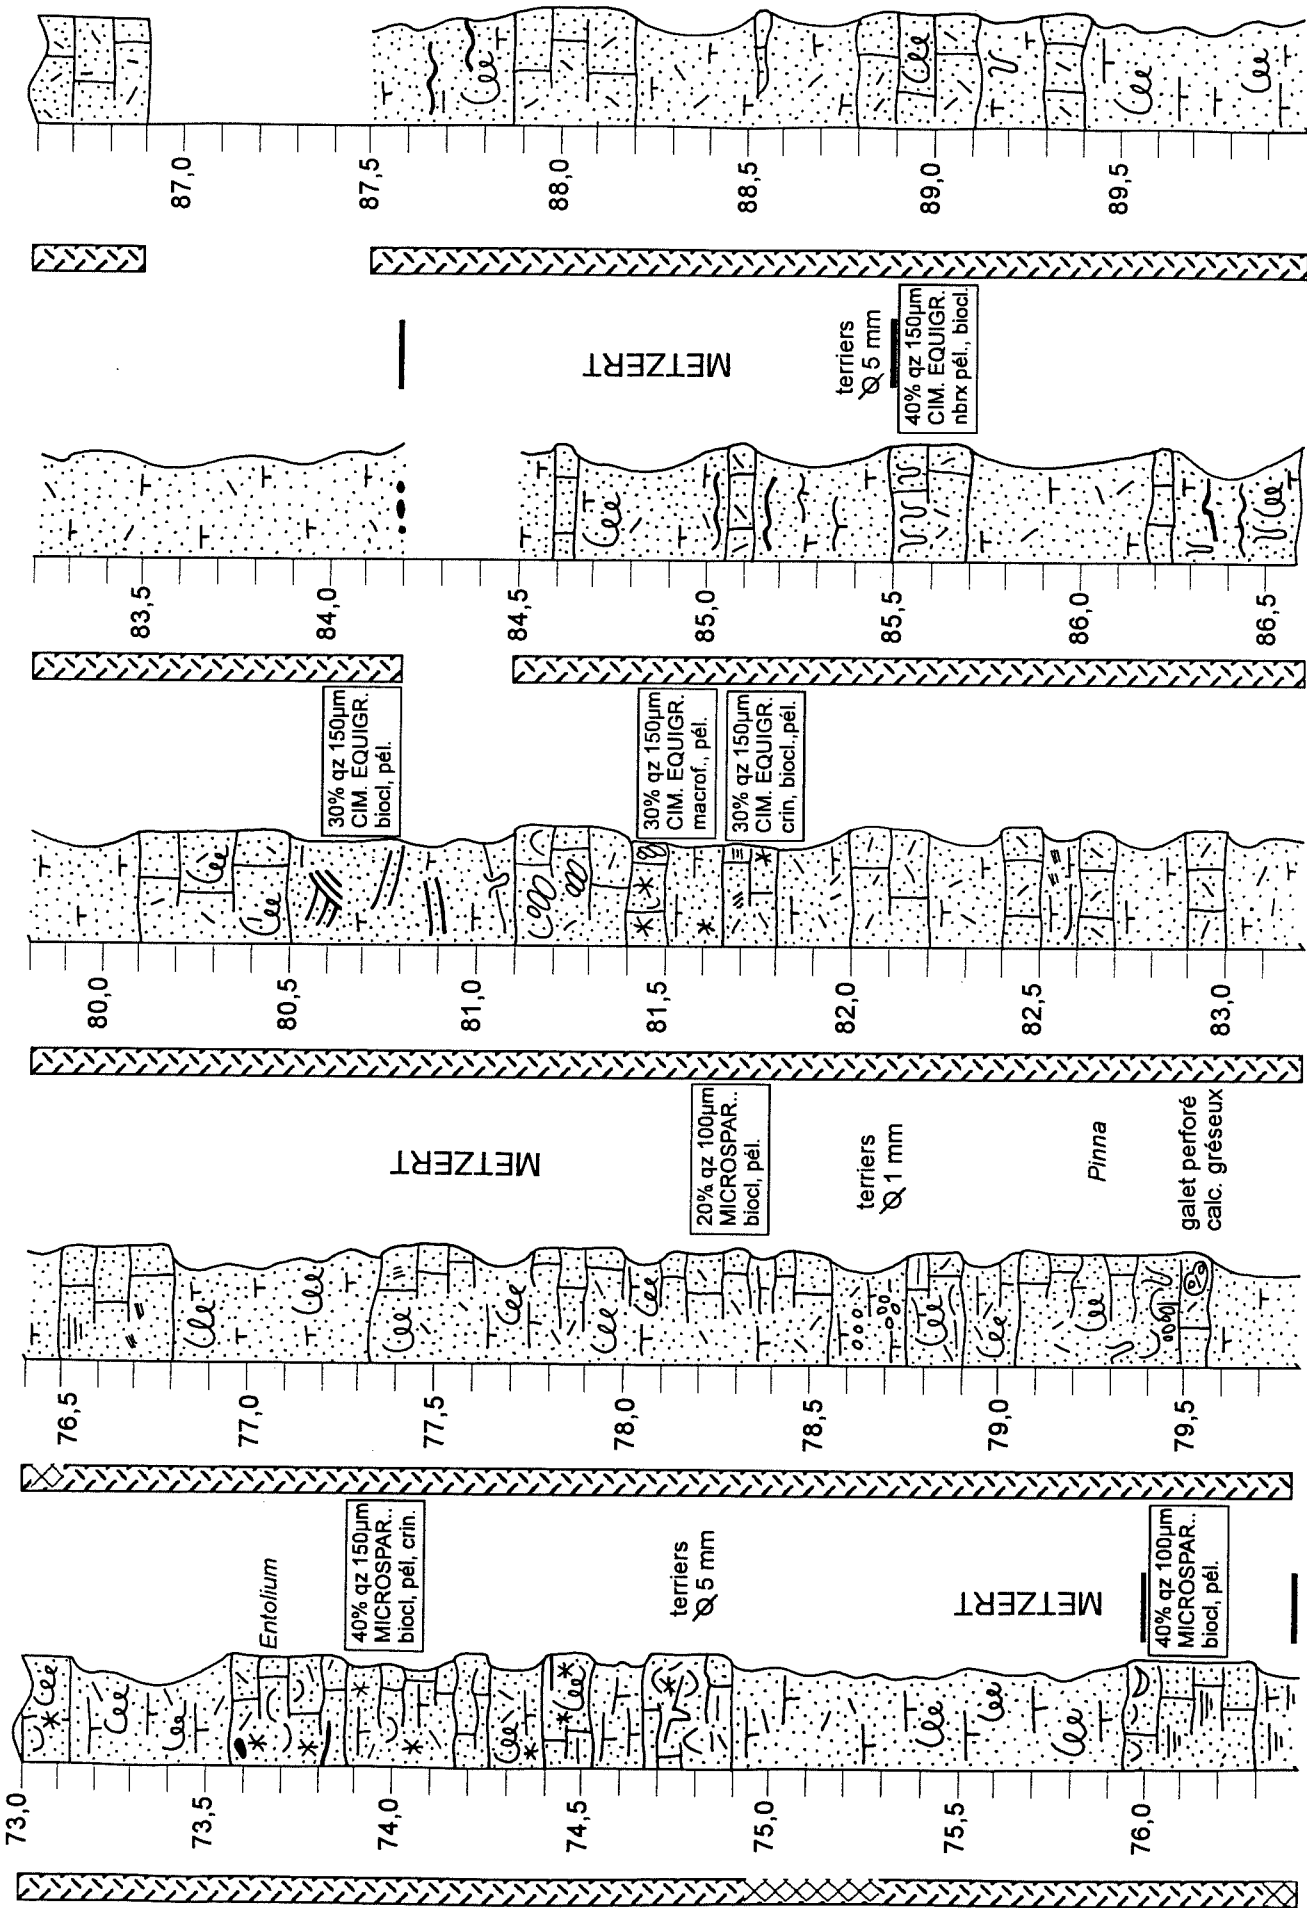 73,0
73,5
74,0
74,5
75,0
75,5
76,0
Entolium
40% qz 150µm
MICROSPAR..
biocl, pél, crin.
terriers
Ø 5 mm
METZERT
40% qz 100µm
MICROSPAR..
biocl, pél.
76,5
77,0
77,5
78,0
78,5
79,0
79,5
METZERT
20% qz 100µm
MICROSPAR..
biocl, pél.
terriers
Ø 1 mm
Pinna
galet perforé
calc. gréseux
80,0
80,5
81,0
81,5
82,0
82,5
83,0
30% qz 150µm
CIM. EQUIGR.
biocl, pél.
30% qz 150µm
CIM. EQUIGR.
macrof., pél.
30% qz 150µm
CIM. EQUIGR.
crin, biocl.,pél.
83,5
84,0
84,5
85,0
85,5
86,0
86,5
METZERT
terriers
Ø 5 mm
40% qz 150µm
CIM. EQUIGR.
nbrx pél., biocl.
87,0
87,5
88,0
88,5
89,0
89,5